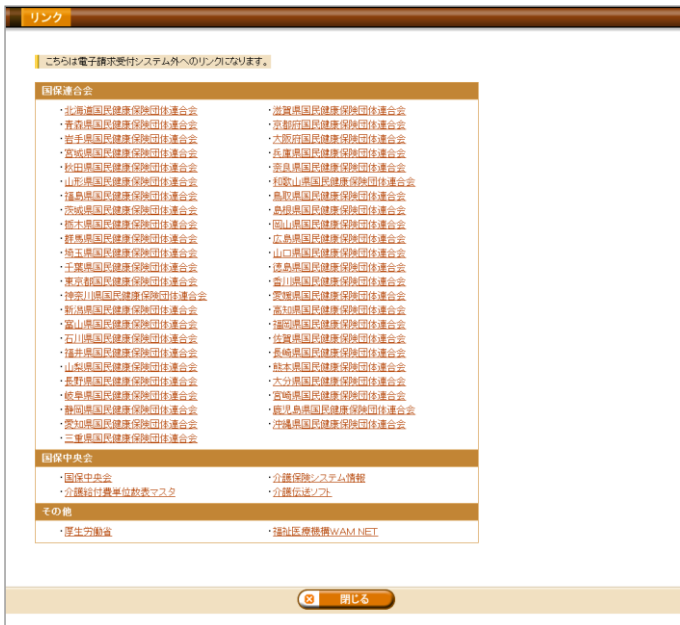 リンク
こちらは電子請求受付システム外へのリンクになります。
国保連合会
・北海道国民健康保険団体連合会
・青森県国民健康保険団体連合会
・岩手県国民健康保険団体連合会
・宮城県国民健康保険団体連合会
・秋田県国民健康保険団体連合会
・山形県国民健康保険団体連合会
・福島県国民健康保険団体連合会
・茨城県国民健康保険団体連合会
・栃木県国民健康保険団体連合会
・群馬県国民健康保険団体連合会
・埼玉県国民健康保険団体連合会
・千葉県国民健康保険団体連合会
・東京都国民健康保険団体連合会
・神奈川県国民健康保険団体連合会
・新潟県国民健康保険団体連合会
・富山県国民健康保険団体連合会
・石川県国民健康保険団体連合会
・福井県国民健康保険団体連合会
・山梨県国民健康保険団体連合会
・長野県国民健康保険団体連合会
・岐阜県国民健康保険団体連合会
・静岡県国民健康保険団体連合会
・愛知県国民健康保険団体連合会
・三重県国民健康保険団体連合会
・滋賀県国民健康保険団体連合会
・京都府国民健康保険団体連合会
・大阪府国民健康保険団体連合会
・兵庫県国民健康保険団体連合会
・奈良県国民健康保険団体連合会
・和歌山県国民健康保険団体連合会
・鳥取県国民健康保険団体連合会
・島根県国民健康保険団体連合会
・岡山県国民健康保険団体連合会
・広島県国民健康保険団体連合会
・山口県国民健康保険団体連合会
・徳島県国民健康保険団体連合会
・香川県国民健康保険団体連合会
・愛媛県国民健康保険団体連合会
・高知県国民健康保険団体連合会
・福岡県国民健康保険団体連合会
・佐賀県国民健康保険団体連合会
・長崎県国民健康保険団体連合会
・熊本県国民健康保険団体連合会
・大分県国民健康保険団体連合会
・宮崎県国民健康保険団体連合会
・鹿児島県国民健康保険団体連合会
・沖縄県国民健康保険団体連合会
国保中央会
・国保中央会
・介護保険システム情報
・介護給付費単位数表マスタ
・介護伝送ソフト
その他
・厚生労働省
・福祉医療機構WAM NET
閉じる